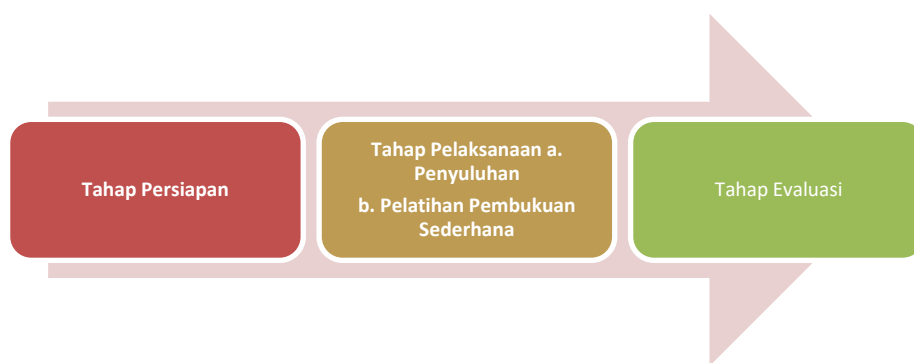 Tahap Persiapan
Tahap Pelaksanaan a.
Penyuluhan
b. Pelatihan Pembukuan
Sederhana
Tahap Evaluasi